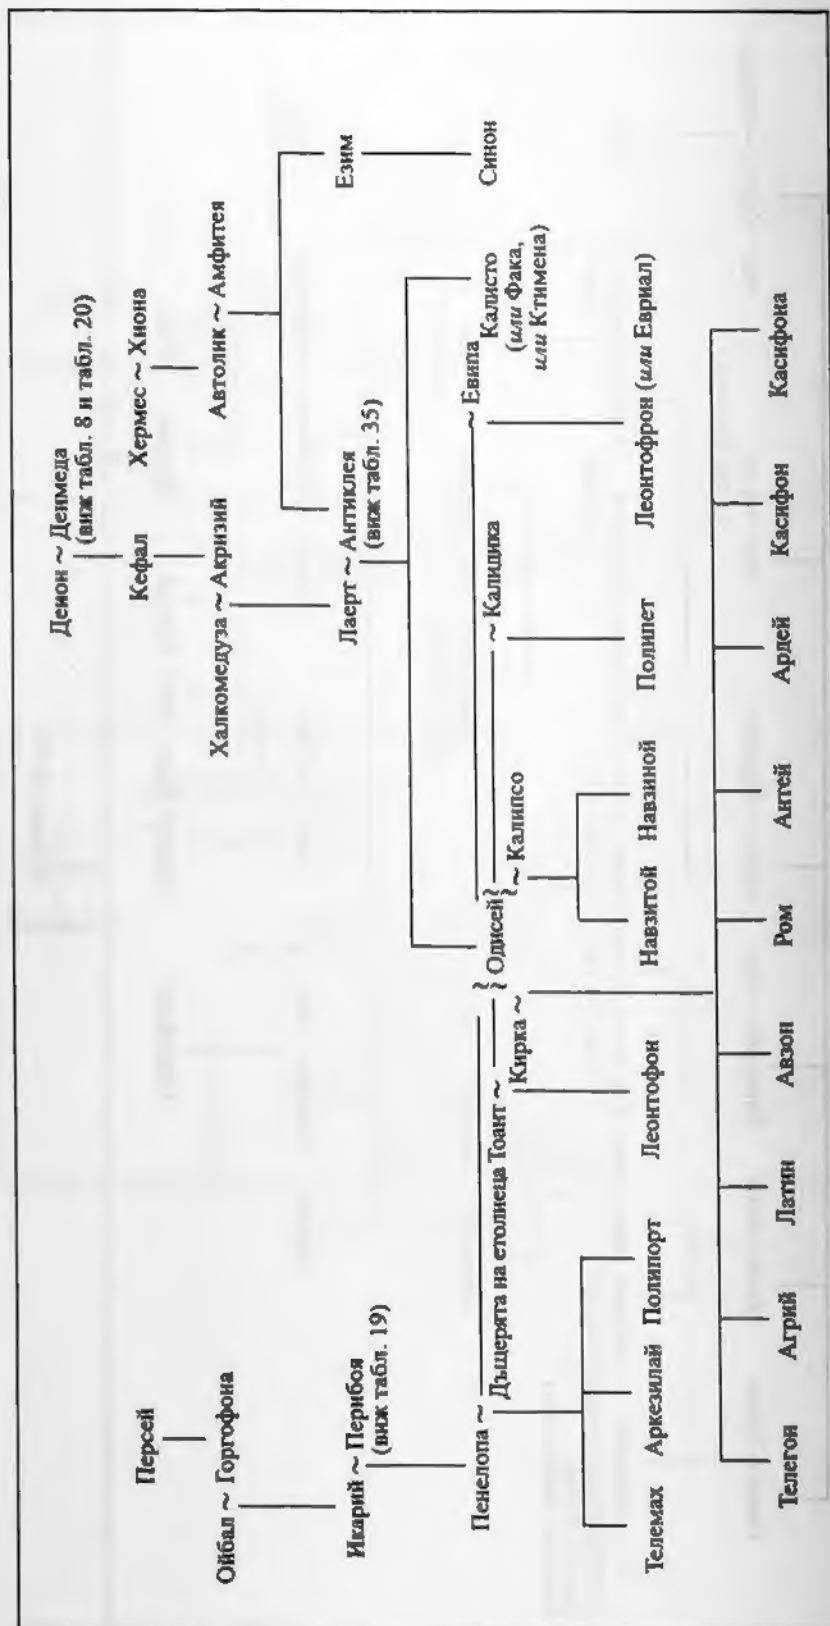 Деион ~ Деимеда
(виж табл. 8 и табл. 20)
Персей
Кефал
Хермес ~ Хиона
Ойбал ~ Горгофона
Халкомедуза ~ Акризий
Автолик ~ Амфитея
Икарий ~ Перибоя
(виж табл. 19)
Лаерт ~ Антиклея
(виж табл. 35)
Езим
Пенелопа ~
Одисей
~ Евипа
Калисто
(или Фака,
или Ктимена)
Синон
Дъщерята на етолиеца Тоант ~
~ Калидика
Кирка ~
~ Калипсо
Телемах
Аркезилай
Полипорт
Леонтофон
Навзитой
Навзиной
Полипет
Леонтофрон (или Евриал)
Телегон
Агрий
Латин
Авзон
Ром
Антей
Ардей
Касифон
Касифона